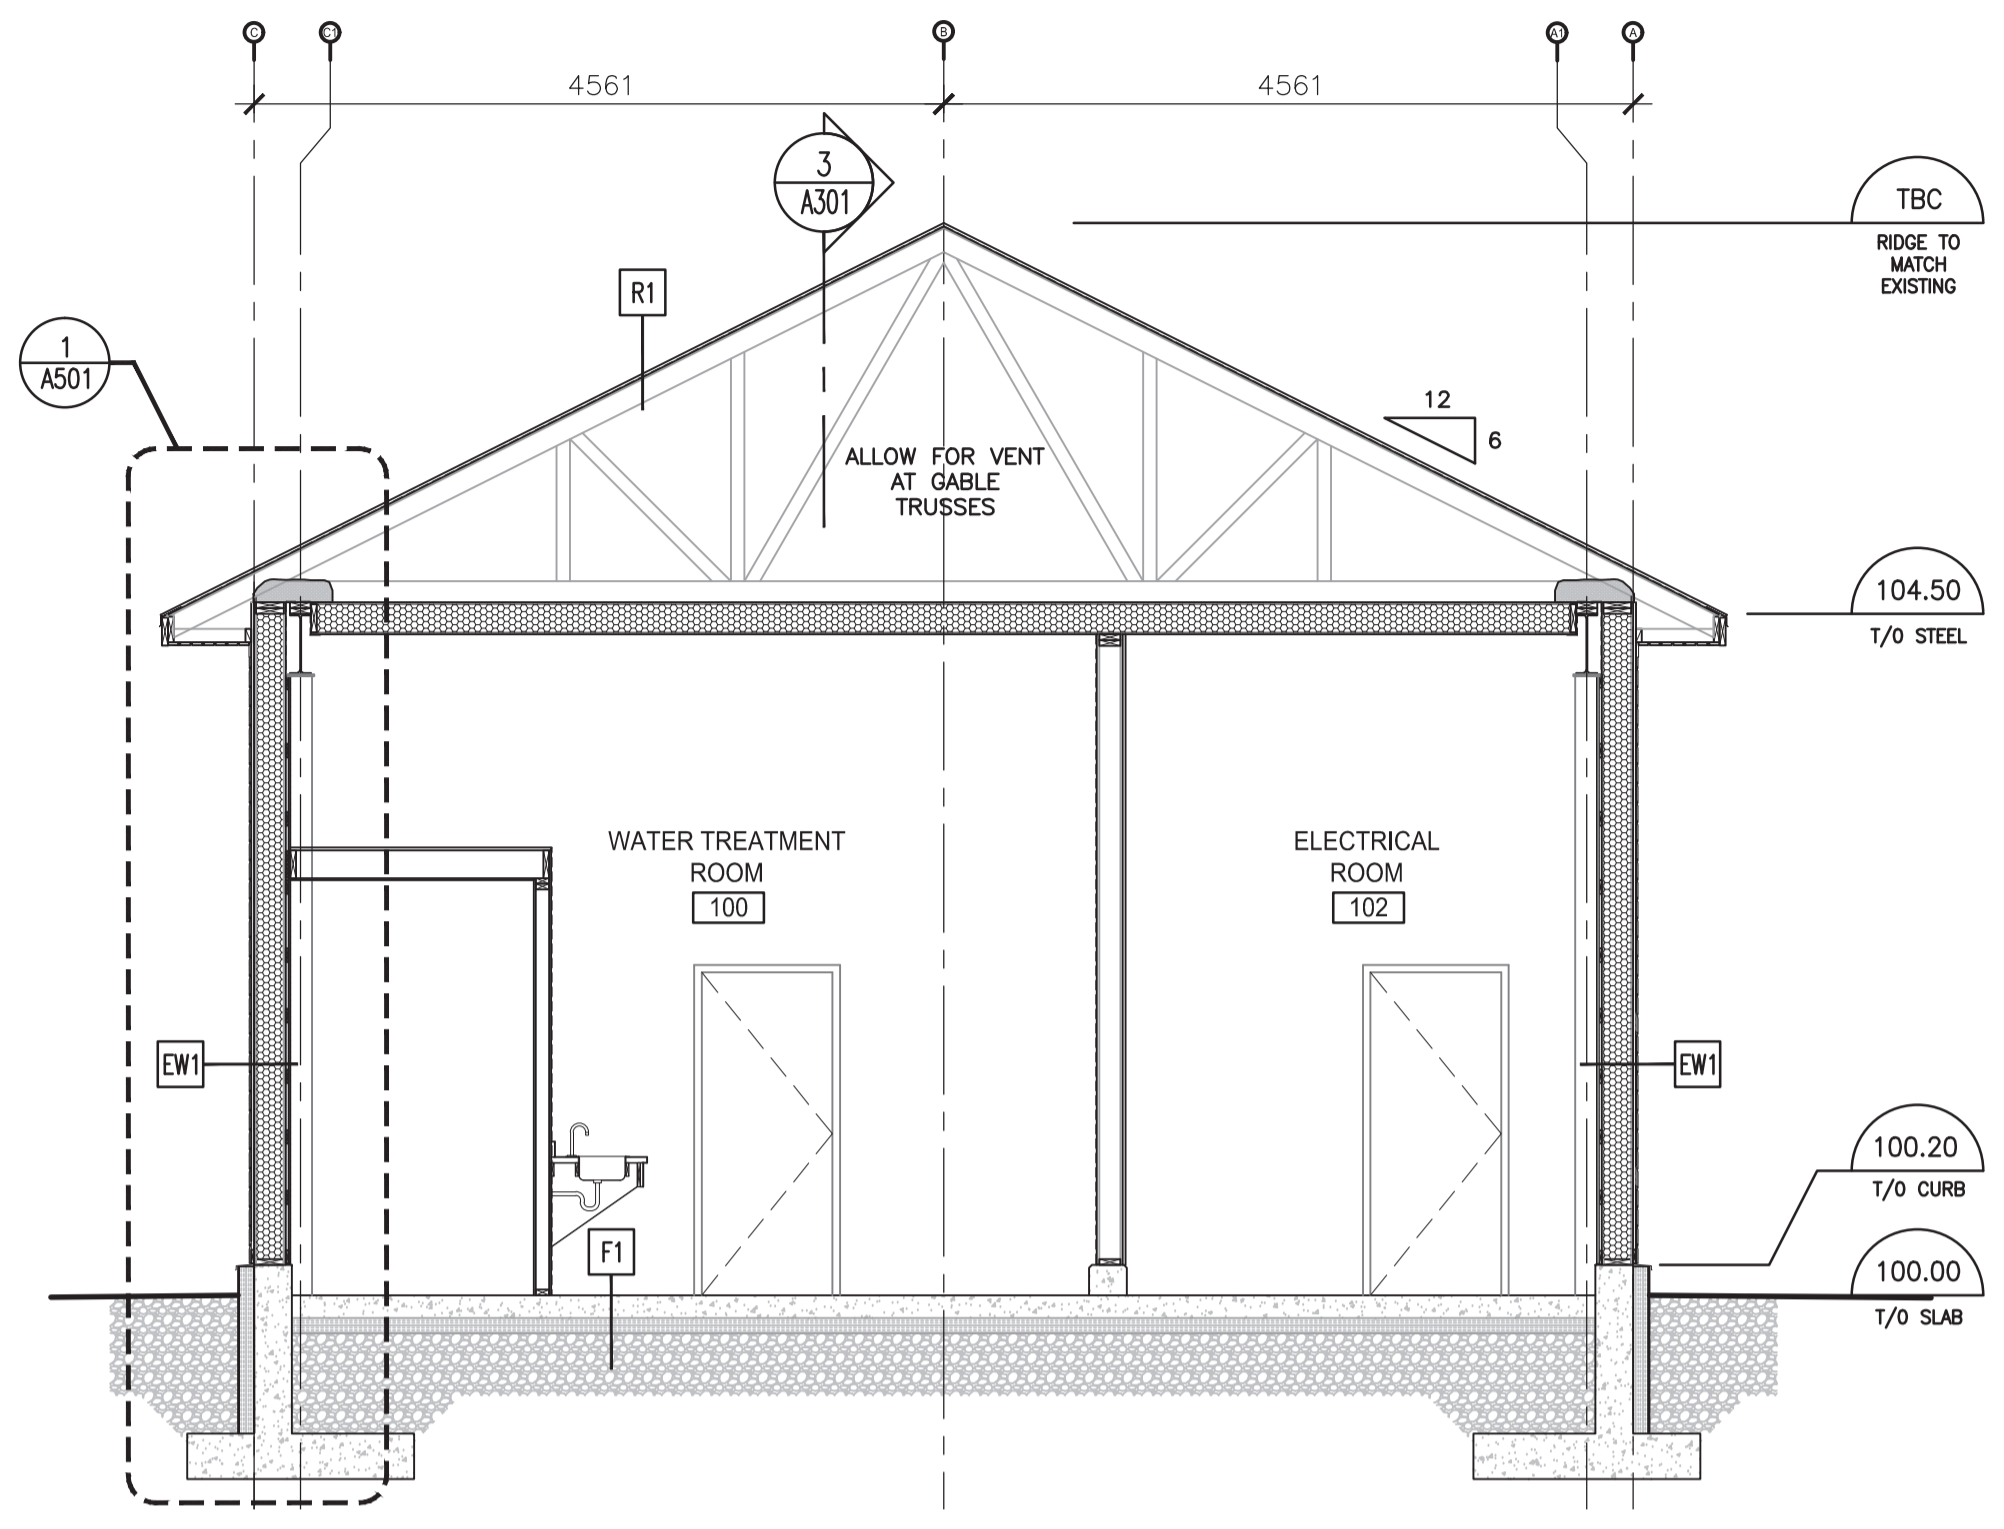 C
C1
B
A1
A
4561
4561
3
A301
TBC
RIDGE TO
MATCH
EXISTING
R1
1
A501
12
6
ALLOW FOR VENT
AT GABLE
TRUSSES
104.50
T/O STEEL
WATER TREATMENT
ROOM
100
ELECTRICAL
ROOM
102
EW1
EW1
100.20
T/O CURB
F1
100.00
T/O SLAB